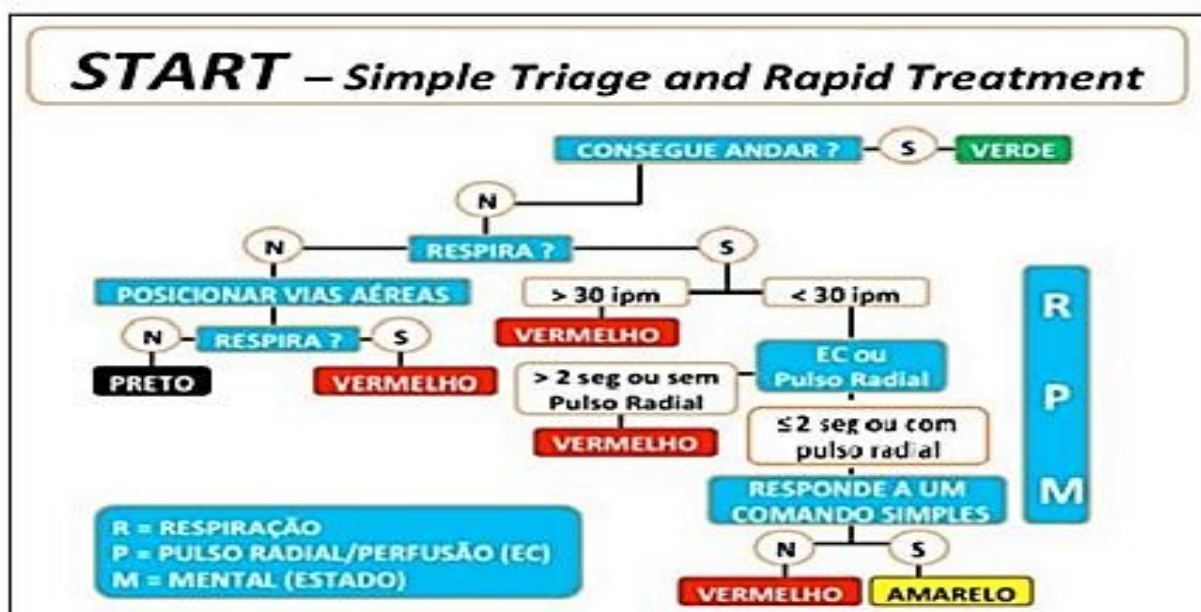 START – Simple Triage and Rapid Treatment
CONSEGUE ANDAR ?
S
VERDE
N
N
RESPIRA ?
S
POSICIONAR VIAS AÉREAS
> 30 ipm
< 30 ipm
VERMELHO
N
RESPIRA ?
S
PRETO
VERMELHO
EC ou
Pulso Radial
> 2 seg ou sem
Pulso Radial
VERMELHO
≤2 seg ou com
pulso radial
RESPONDE A UM
COMANDO SIMPLES
N
S
VERMELHO
AMARELO
R
P
M
R = RESPIRAÇÃO
P = PULSO RADIAL/PERFUSÃO (EC)
M = MENTAL (ESTADO)